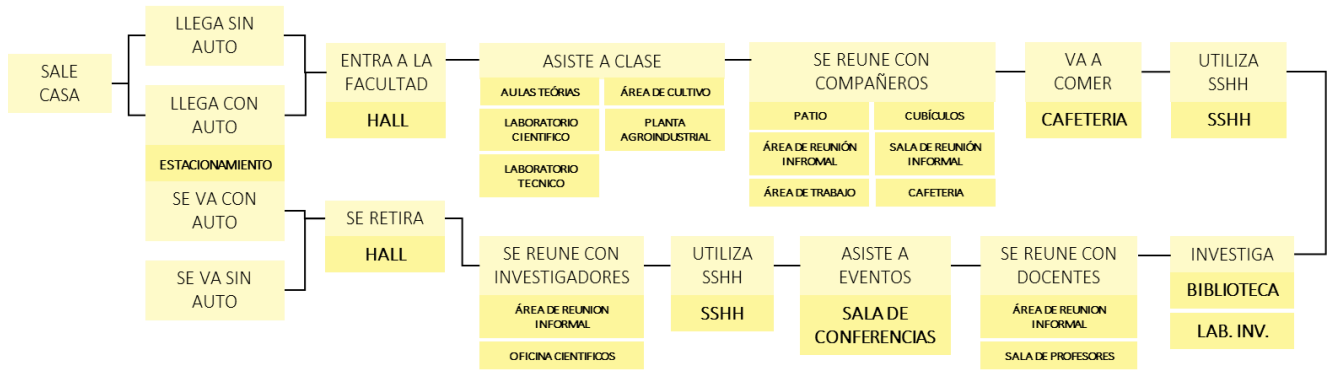 SALE
CASA
LLEGA SIN
AUTO
LLEGA CON
AUTO
ESTACIONAMIENTO
ENTRA A LA
FACULTAD
HALL
ASISTE A CLASE
AULAS TEÓRIAS
ÁREA DE CULTIVO
LABORATORIO
CIENTIFICO
PLANTA
AGROINDUSTRIAL
LABORATORIO
TECNICO
SE REUNE CON
COMPAÑEROS
PATIO
CUBÍCULOS
ÁREA DE REUNIÓN
INFROMAL
SALA DE REUNIÓN
INFORMAL
ÁREA DE TRABAJO
CAFETERIA
VA A
COMER
CAFETERIA
UTILIZA
SSHH
SSHH
INVESTIGA
BIBLIOTECA
LAB. INV.
SE REUNE CON
DOCENTES
ÁREA DE REUNION
INFORMAL
SALA DE PROFESORES
ASISTE A
EVENTOS
SALA DE
CONFERENCIAS
UTILIZA
SSHH
SSHH
SE REUNE CON
INVESTIGADORES
ÁREA DE REUNION
INFORMAL
OFICINA CIENTIFICOS
SE RETIRA
HALL
SE VA CON
AUTO
SE VA SIN
AUTO